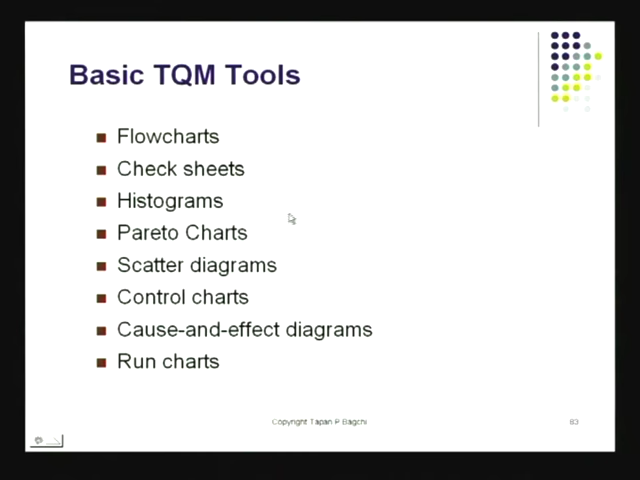 Basic TQM Tools
Flowcharts
Check sheets
Histograms
Pareto Charts
Scatter diagrams
Control charts
Cause-and-effect diagrams
Run charts
Copyright Tapan P Bagchi
63